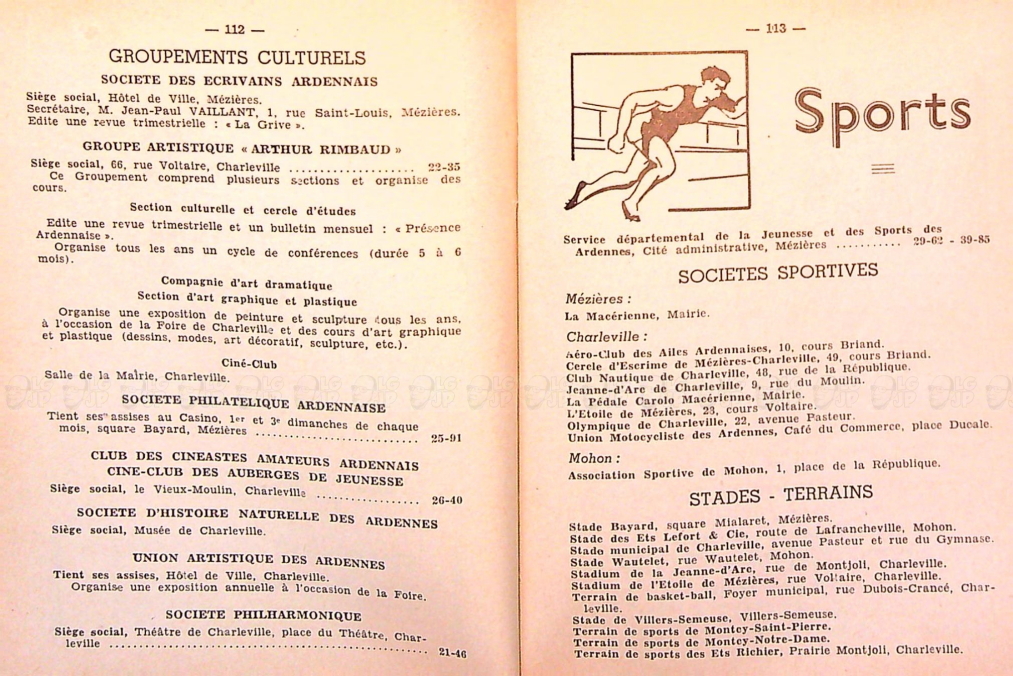 — 112 —
GROUPEMENTS CULTURELS
SOCIETE DES ECRIVAINS ARDENNAIS
Siège social, Hôtel de Ville, Mézières.
Secrétaire, M. Jean-Paul VAILLANT, 1, rue Saint-Louis, Mézières.
Edite une revue trimestrielle : « La Grive ».
GROUPE ARTISTIQUE « ARTHUR RIMBAUD »
Siège social, 66, rue Voltaire, Charleville .................... 22-35
Ce Groupement comprend plusieurs sections et organise des
cours.
Section culturelle et cercle d'études
Edite une revue trimestrielle et un bulletin mensuel : « Présence
Ardennaise ».
Organise tous les ans un cycle de conférences (durée 5 à 6
mois).
Compagnie d'art dramatique
Section d'art graphique et plastique
Organise une exposition de peinture et sculpture tous les ans,
à l'occasion de la Foire de Charleville et des cours d'art graphique
et plastique (dessins, modes, art décoratif, sculpture, etc.).
Ciné-Club
Salle de la Mairie, Charleville.
SOCIETE PHILATELIQUE ARDENNAISE
Tient ses assises au Casino, 1er et 3e dimanches de chaque
mois, square Bayard, Mézières .......................... 25-91
CLUB DES CINEASTES AMATEURS ARDENNAIS
CINE-CLUB DES AUBERGES DE JEUNESSE
Siège social, le Vieux-Moulin, Charleville ................ 26-40
SOCIETE D'HISTOIRE NATURELLE DES ARDENNES
Siège social, Musée de Charleville.
UNION ARTISTIQUE DES ARDENNES
Tient ses assises, Hôtel de Ville, Charleville.
Organise une exposition annuelle à l'occasion de la Foire.
SOCIETE PHILHARMONIQUE
Siège social, Théâtre de Charleville, place du Théâtre, Char-
leville .................................................. 21-46
— 113 —
Sports
Service départemental de la Jeunesse et des Sports des
Ardennes, Cité administrative, Mézières .......... 29-62 - 39-85
SOCIETES SPORTIVES
Mézières :
La Macérienne, Mairie.
Charleville :
Aéro-Club des Ailes Ardennaises, 10, cours Briand.
Cercle d'Escrime de Mézières-Charleville, 49, cours Briand.
Club Nautique de Charleville, 48, rue de la République.
Jeanne-d'Arc de Charleville, 9, rue du Moulin.
La Pédale Carolo Macérienne, Mairie.
L'Etoile de Mézières, 23, cours Voltaire.
Olympique de Charleville, 22, avenue Pasteur.
Union Motocycliste des Ardennes, Café du Commerce, place Ducale.
Mohon :
Association Sportive de Mohon, 1, place de la République.
STADES - TERRAINS
Stade Bayard, square Mialaret, Mézières.
Stade des Ets Lefort & Cie, route de Lafrancheville, Mohon.
Stade municipal de Charleville, avenue Pasteur et rue du Gymnase.
Stade Wautelet, rue Wautelet, Mohon.
Stadium de la Jeanne-d'Arc, rue de Montjoli, Charleville.
Stadium de l'Etoile de Mézières, rue Voltaire, Charleville.
Terrain de basket-ball, Foyer municipal, rue Dubois-Crancé, Char-
leville.
Stade de Villers-Semeuse, Villers-Semeuse.
Terrain de sports de Montcy-Saint-Pierre.
Terrain de sports de Montcy-Notre-Dame.
Terrain de sports des Ets Richier, Prairie Montjoli, Charleville.